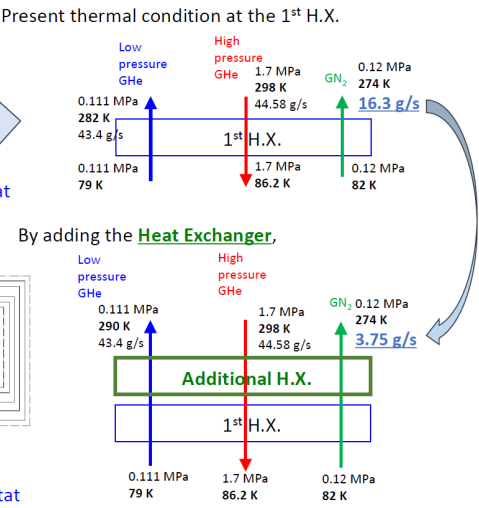 Present thermal condition at the 1st H.X.
Low
pressure
GHe
High
pressure
GHe
1.7 MPa
298 K
44.58 g/s
GN2
0.12 MPa
274 K
16.3 g/s
0.111 MPa
282 K
43.4 g/s
1st H.X.
0.111 MPa
79 K
1.7 MPa
86.2 K
0.12 MPa
82 K
at
By adding the Heat Exchanger,
Low
pressure
GHe
High
pressure
GHe
0.111 MPa
290 K
43.4 g/s
1.7 MPa
298 K
44.58 g/s
GN2 0.12 MPa
274 K
3.75 g/s
Additional H.X.
1st H.X.
0.111 MPa
79 K
1.7 MPa
86.2 K
0.12 MPa
82 K
tat